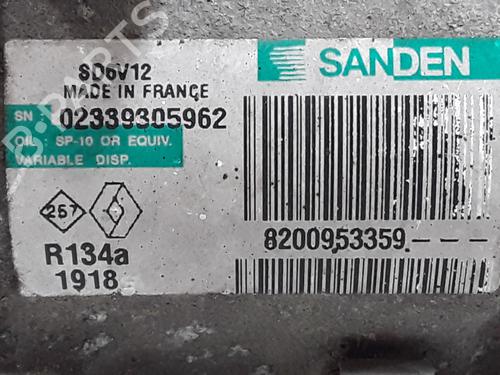 SANDEN
SD6V12
MADE IN FRANCE
SN 02339305962
OIL: SP-10 OR EQUIV.
VARIABLE DISP.
257
R134a
1918
8200953359---